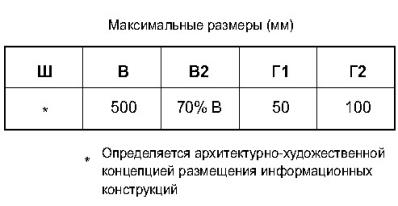 Максимальные размеры (мм)
Ш В В2 Г1 Г2
* 500 70% В 50 100
* Определяется архитектурно-художественной
концепцией размещения информационных
конструкций